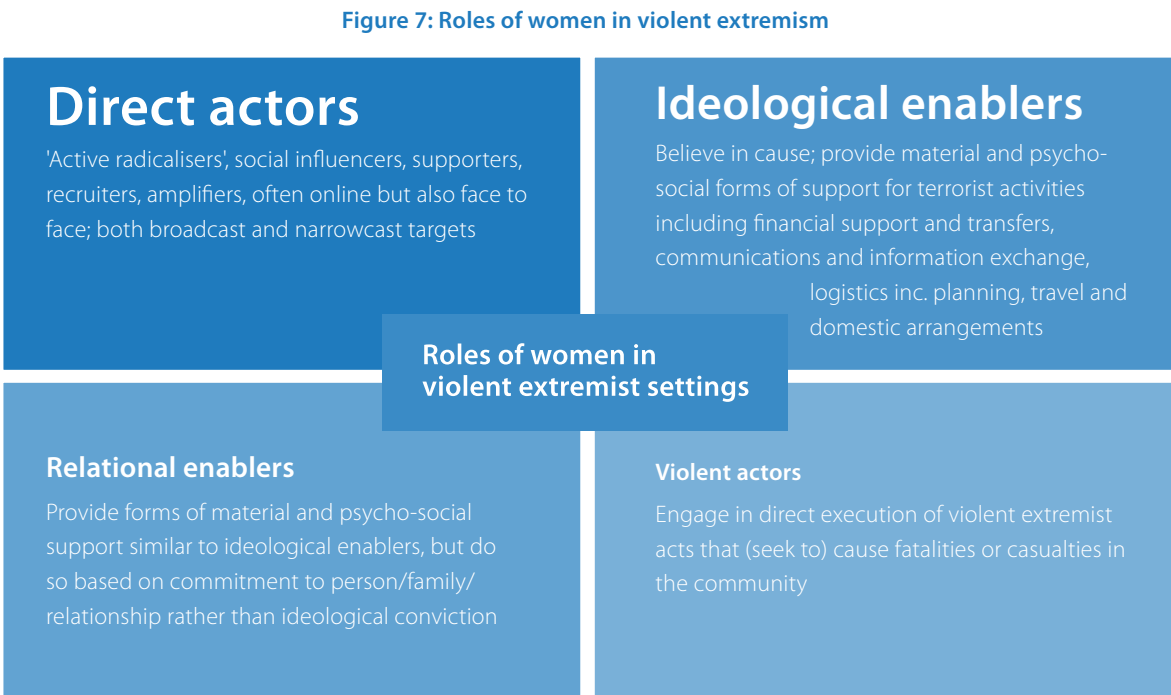 Figure 7: Roles of women in violent extremism
Direct actors
'Active radicalisers', social influencers, supporters,
recruiters, amplifiers, often online but also face to
face; both broadcast and narrowcast targets
Ideological enablers
Believe in cause; provide material and psycho-
social forms of support for terrorist activities
including financial support and transfers,
communications and information exchange,
logistics inc. planning, travel and
domestic arrangements
Roles of women in
violent extremist settings
Relational enablers
Provide forms of material and psycho-social
support similar to ideological enablers, but do
so based on commitment to person/family/
relationship rather than ideological conviction
Violent actors
Engage in direct execution of violent extremist
acts that (seek to) cause fatalities or casualties in
the community